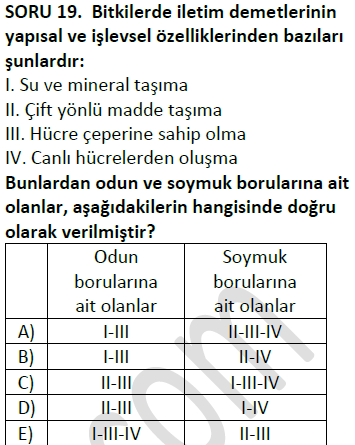 SORU 19. Bitkilerde iletim demetlerinin
yapısal ve işlevsel özelliklerinden bazıları
şunlardır:
I. Su ve mineral taşıma
II. Çift yönlü madde taşıma
III. Hücre çeperine sahip olma
IV. Canlı hücrelerden oluşma
Bunlardan odun ve soymuk borularına ait
olanlar, aşağıdakilerin hangisinde doğru
olarak verilmiştir?
Odun Soymuk
borularına borularına
ait olanlar ait olanlar
A) I-III II-III-IV
B) I-III II-IV
C) II-III I-III-IV
D) II-III I-IV
E) I-III-IV II-III
com